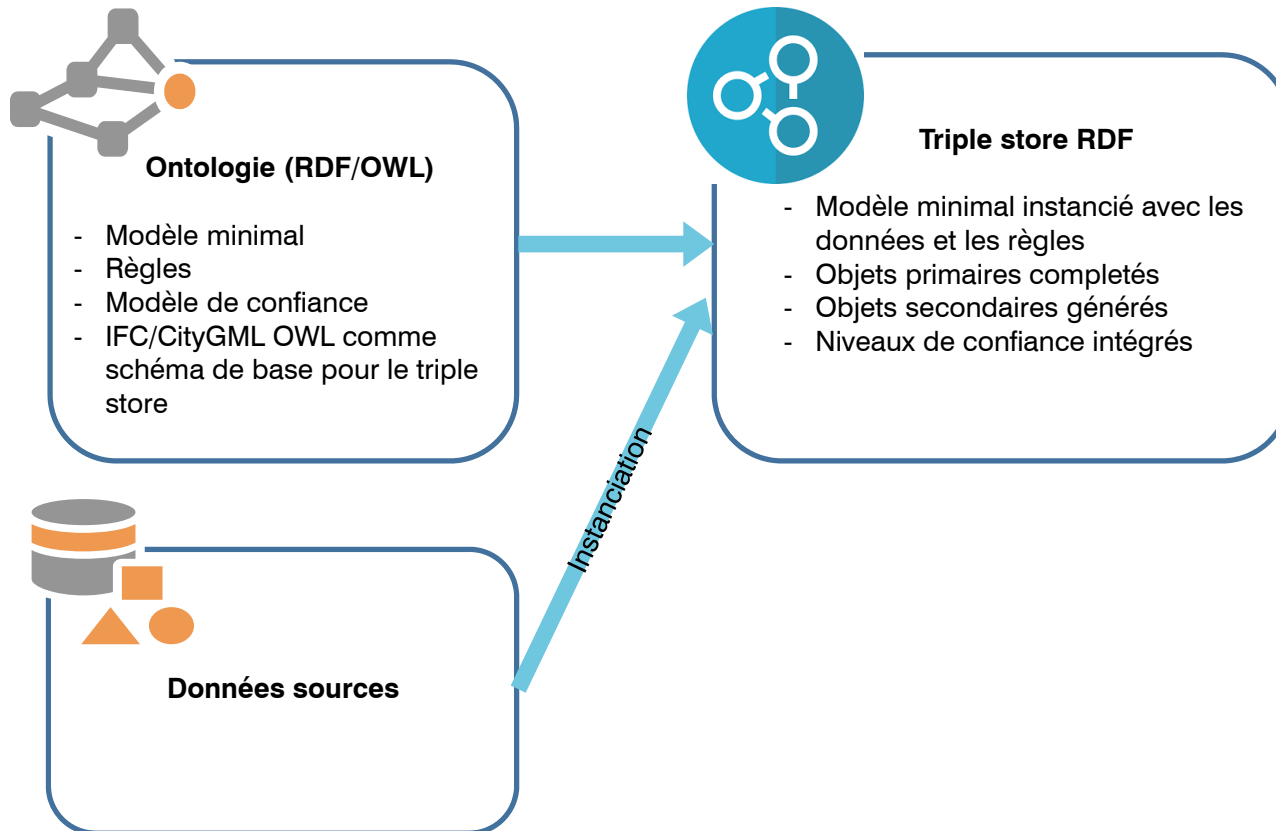 Ontologie (RDF/OWL)
- Modèle minimal
- Règles
- Modèle de confiance
- IFC/CityGML OWL comme
schéma de base pour le triple
store
Triple store RDF
- Modèle minimal instancié avec les
données et les règles
- Objets primaires completés
- Objets secondaires générés
- Niveaux de confiance intégrés
Instanciation
Données sources